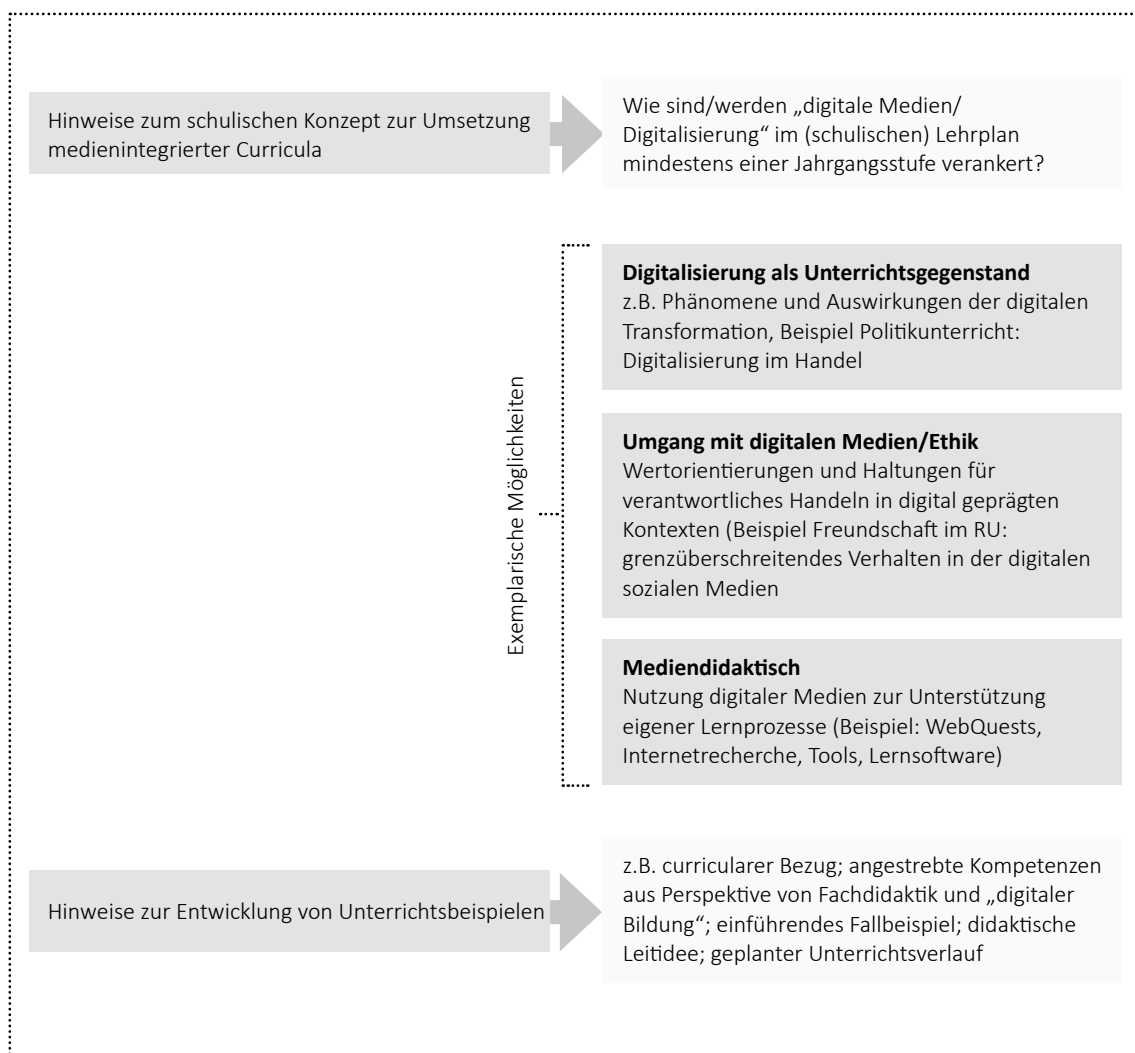 Hinweise zum schulischen Konzept zur Umsetzung
medienintegrierter Curricula
Wie sind/werden „digitale Medien/
Digitalisierung“ im (schulischen) Lehrplan
mindestens einer Jahrgangsstufe verankert?
Exemplarische Möglichkeiten
Digitalisierung als Unterrichtsgegenstand
z.B. Phänomene und Auswirkungen der digitalen
Transformation, Beispiel Politikunterricht:
Digitalisierung im Handel
Umgang mit digitalen Medien/Ethik
Wertorientierungen und Haltungen für
verantwortliches Handeln in digital geprägten
Kontexten (Beispiel Freundschaft im RU:
grenzüberschreitendes Verhalten in der digitalen
sozialen Medien
Mediendidaktisch
Nutzung digitaler Medien zur Unterstützung
eigener Lernprozesse (Beispiel: WebQuests,
Internetrecherche, Tools, Lernsoftware)
Hinweise zur Entwicklung von Unterrichtsbeispielen
z.B. curricularer Bezug; angestrebte Kompetenzen
aus Perspektive von Fachdidaktik und „digitaler
Bildung“; einführendes Fallbeispiel; didaktische
Leitidee; geplanter Unterrichtsverlauf